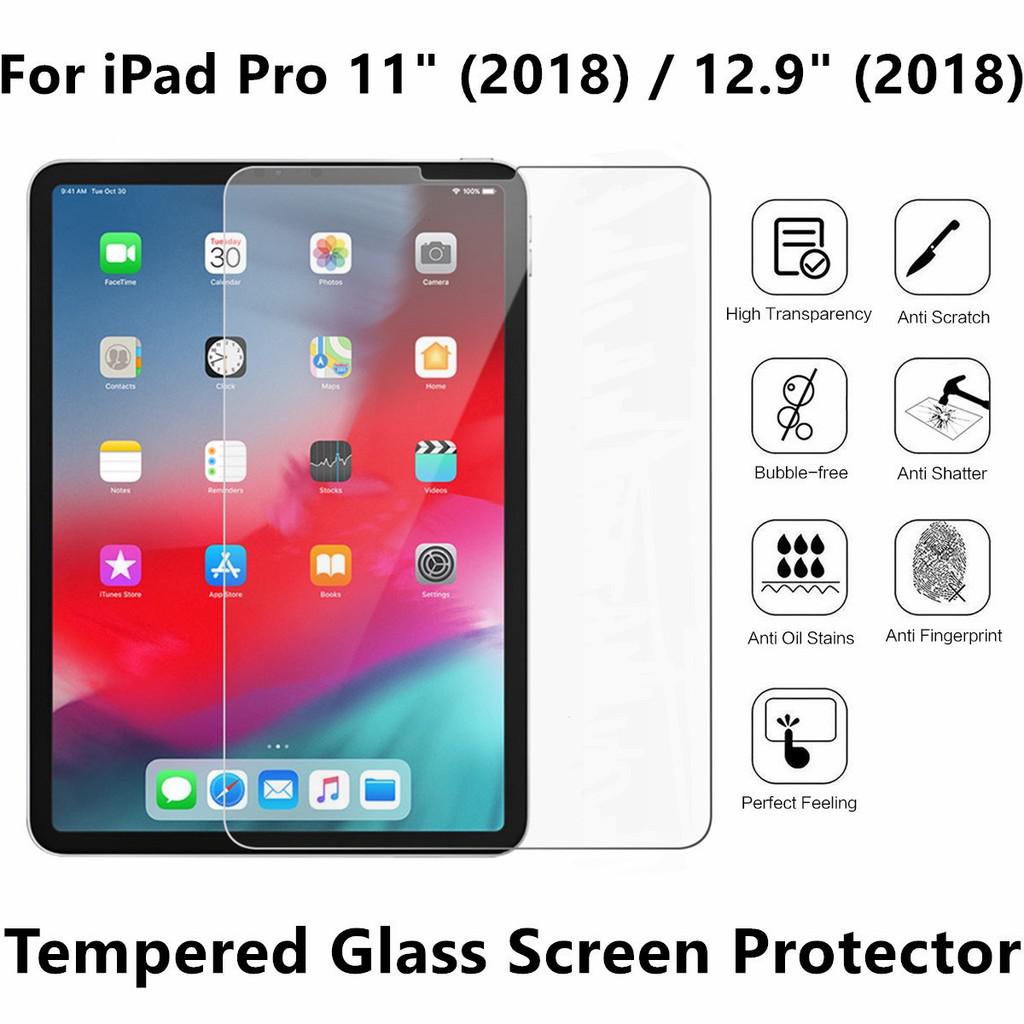 For iPad Pro 11" (2018) / 12.9" (2018)
9:41 AM Tue Oct 30
100%
FaceTime
Tuesday
30
Calendar
Photos
Camera
Contacts
Clock
Maps
Home
Notes
Reminders
Stocks
Videos
iTunes Store
App Store
Books
Settings
High Transparency
Anti Scratch
Bubble-free
Anti Shatter
Anti Oil Stains
Anti Fingerprint
Perfect Feeling
Tempered Glass Screen Protector